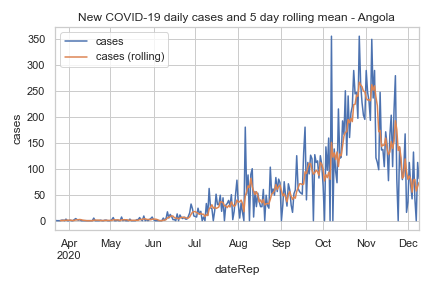 New COVID-19 daily cases and 5 day rolling mean - Angola
cases
cases (rolling)
350
300
250
200
150
100
50
0
cases
Apr May Jun Jul Aug Sep Oct Nov Dec
2020
dateRep